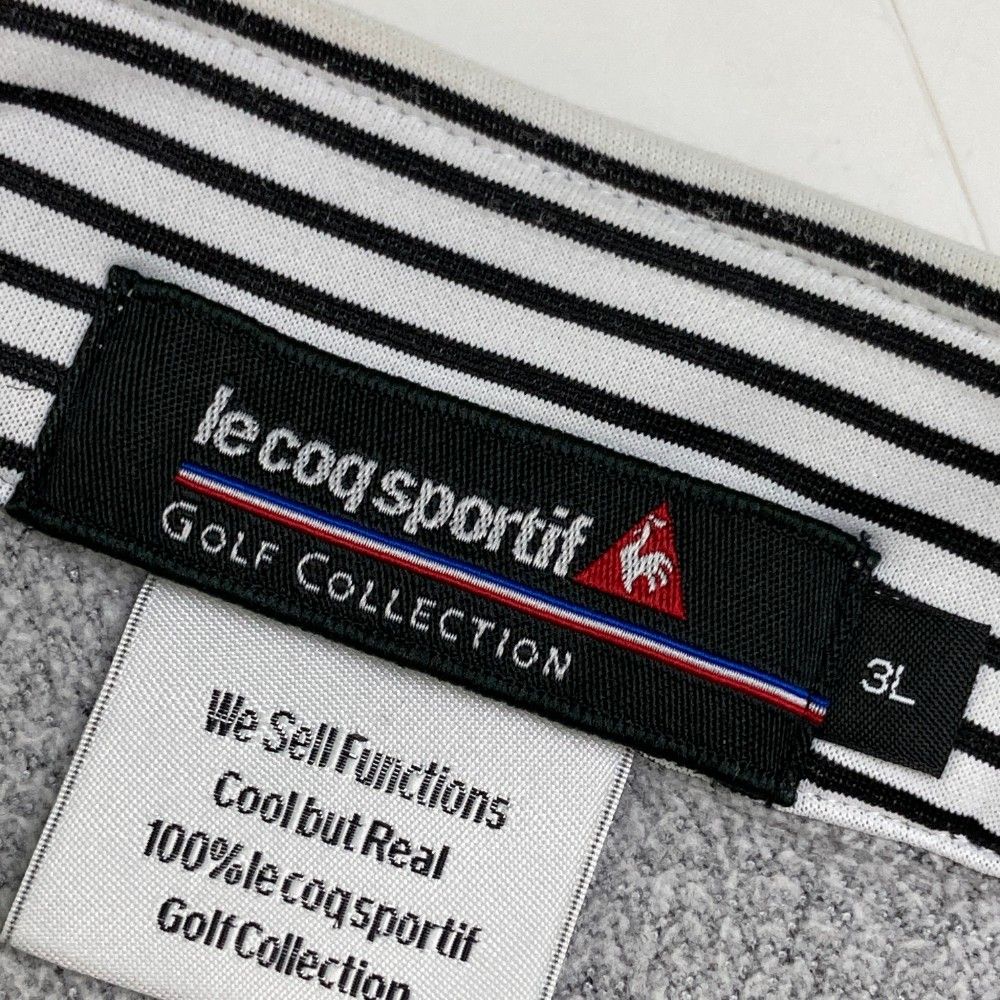 le coq sportif
GOLF COLLECTION
3L
We Sell Functions
Cool but Real
100% le coq sportif
Golf Collection